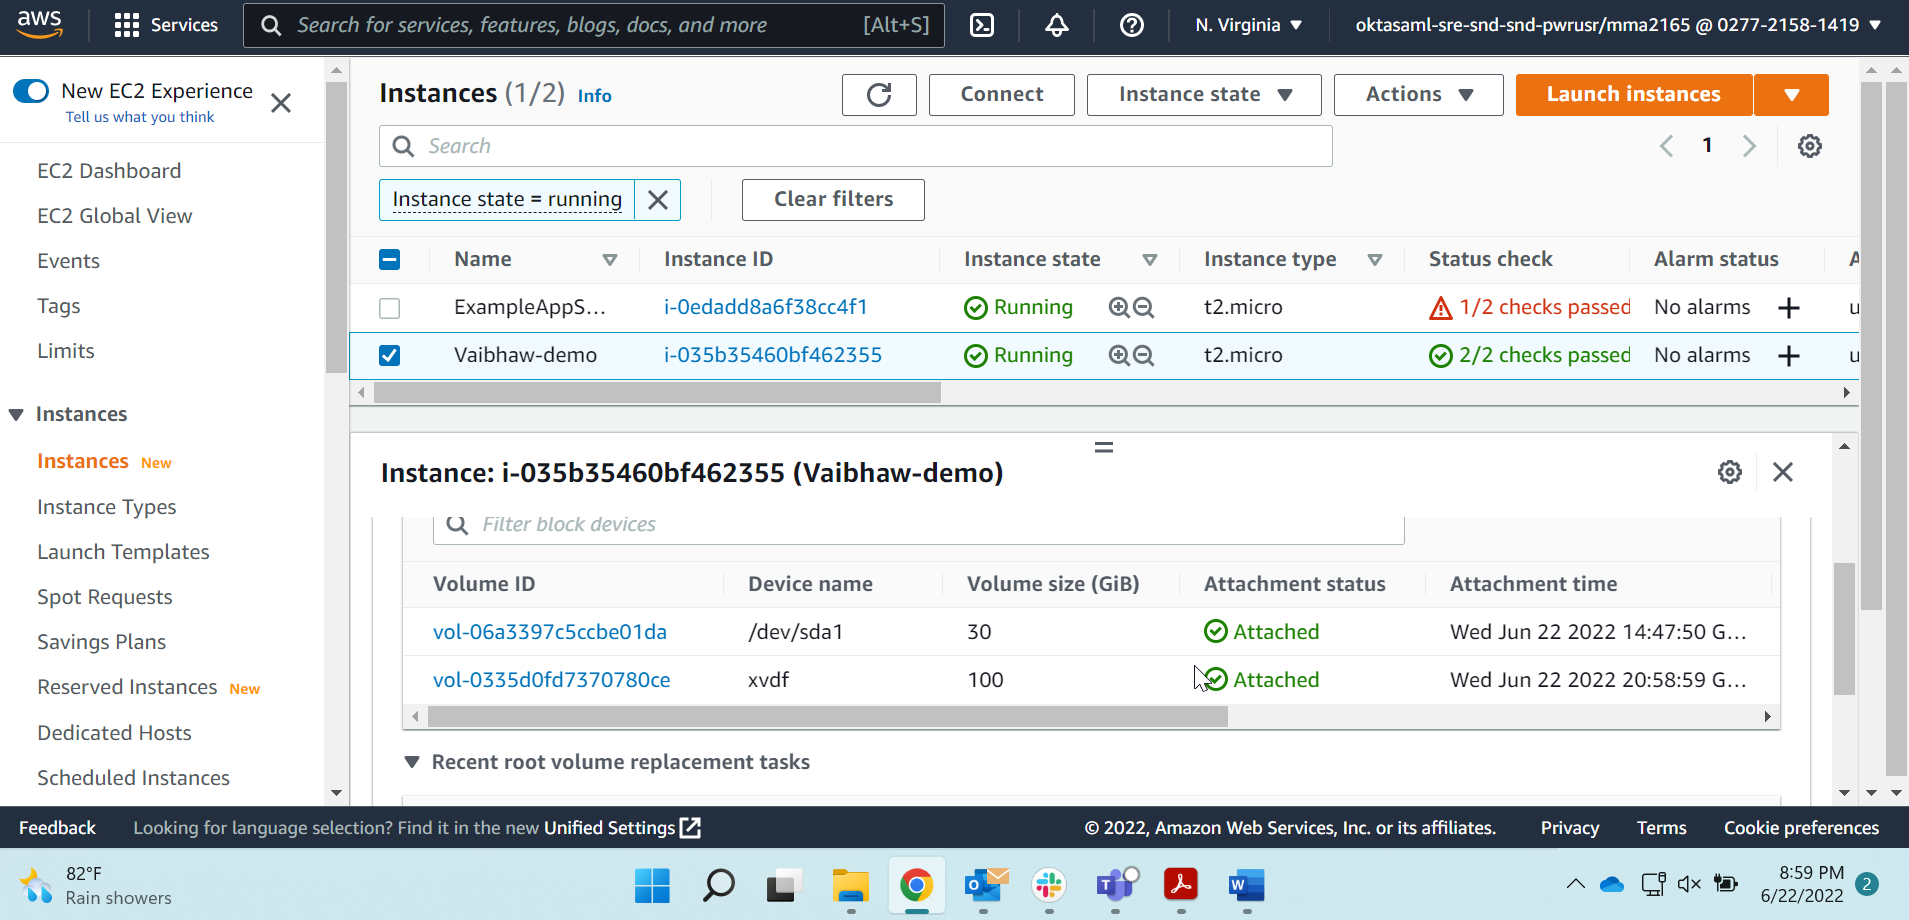 aws
Services
Search for services, features, blogs, docs, and more [Alt+S]
N. Virginia
oktasaml-sre-snd-snd-pwrusr/mma2165 @ 0277-2158-1419
New EC2 Experience
Tell us what you think
EC2 Dashboard
EC2 Global View
Events
Tags
Limits
Instances
Instances New
Instance Types
Launch Templates
Spot Requests
Savings Plans
Reserved Instances New
Dedicated Hosts
Scheduled Instances
Instances (1/2) Info
Connect
Instance state
Actions
Launch instances
Search
1
Instance state = running
Clear filters
Name Instance ID Instance state Instance type Status check Alarm status A
ExampleAppS... i-0edadd8a6f38cc4f1 Running t2.micro 1/2 checks passed No alarms + u
Vaibhaw-demo i-035b35460bf462355 Running t2.micro 2/2 checks passed No alarms + u
Instance: i-035b35460bf462355 (Vaibhaw-demo)
Filter block devices
Volume ID Device name Volume size (GiB) Attachment status Attachment time
vol-06a3397c5ccbe01da /dev/sda1 30 Attached Wed Jun 22 2022 14:47:50 G...
vol-0335d0fd7370780ce xvdf 100 Attached Wed Jun 22 2022 20:58:59 G...
Recent root volume replacement tasks
Feedback Looking for language selection? Find it in the new Unified Settings © 2022, Amazon Web Services, Inc. or its affiliates. Privacy Terms Cookie preferences
82°F
Rain showers
8:59 PM
6/22/2022
2